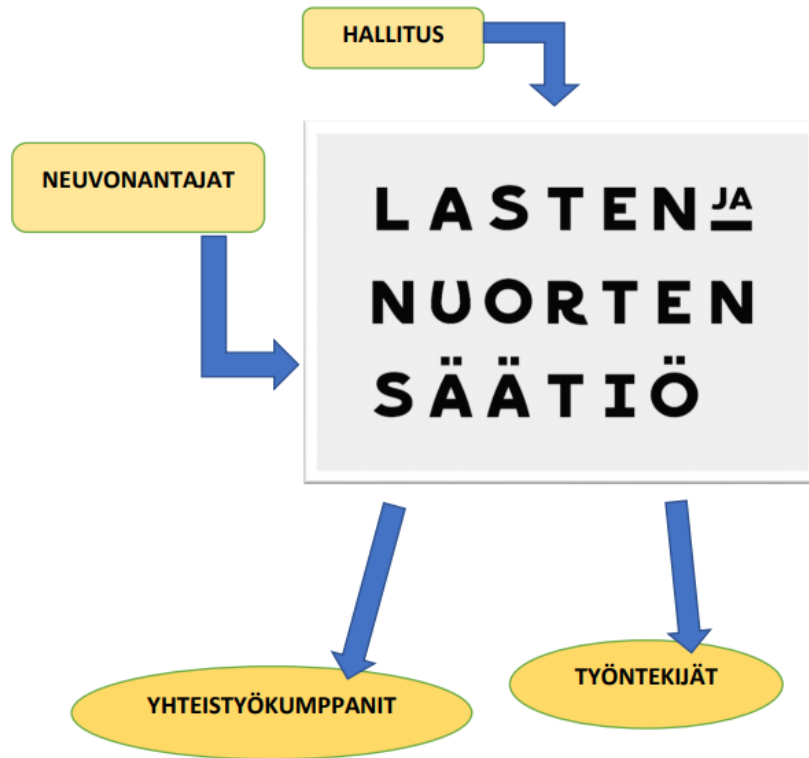 HALLITUS
NEUVONANTAJAT
LASTEN JA
NUORTEN
SÄÄTIÖ
YHTEISTYÖKUMPPANIT
TYÖNTEKIJÄT